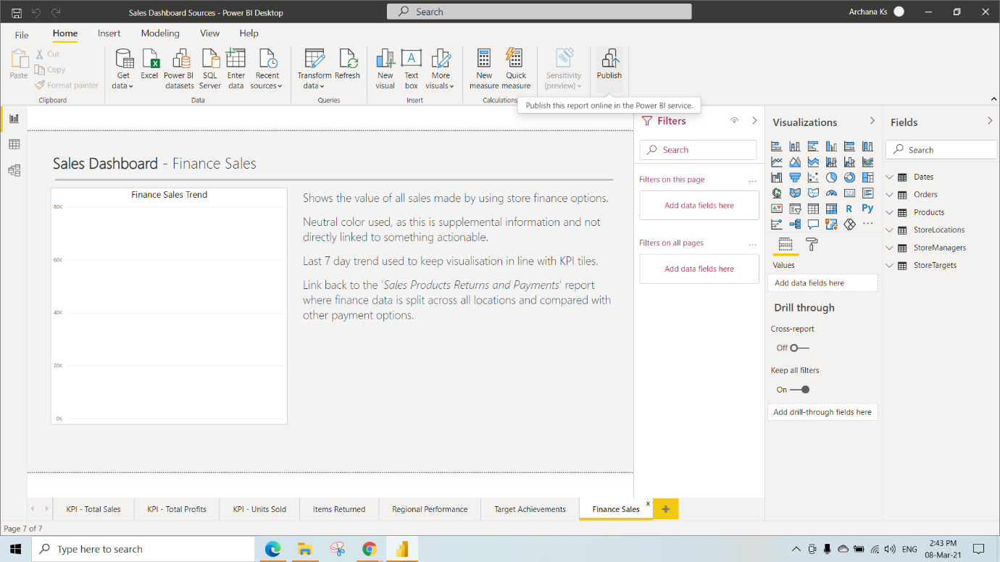 Sales Dashboard Sources - Power BI Desktop
Search
Archana Ks
File
Home
Insert
Modeling
View
Help
Paste
Cut
Copy
Format painter
Clipboard
Get data
Excel
Power BI datasets
SQL Server
Enter data
Recent sources
Data
Transform data
Refresh
Queries
New visual
Text box
More visuals
Insert
New measure
Quick measure
Calculations
Sensitivity (preview)
Publish
Publish this report online in the Power BI service.
Sales Dashboard - Finance Sales
Finance Sales Trend
80K
60K
40K
20K
0K
Shows the value of all sales made by using store finance options.
Neutral color used, as this is supplemental information and not
directly linked to something actionable.
Last 7 day trend used to keep visualisation in line with KPI tiles.
Link back to the 'Sales Products Returns and Payments' report
where finance data is split across all locations and compared with
other payment options.
Filters
Search
Filters on this page
...
Add data fields here
Filters on all pages
...
Add data fields here
Visualizations
123
R
Py
...
Values
Add data fields here
Drill through
Cross-report
Off
Keep all filters
On
Add drill-through fields here
Fields
Search
Dates
Orders
Products
StoreLocations
StoreManagers
StoreTargets
KPI - Total Sales
KPI - Total Profits
KPI - Units Sold
Items Returned
Regional Performance
Target Achievements
Finance Sales
x
+
Page 7 of 7
Type here to search
ENG
2:43 PM
08-Mar-21